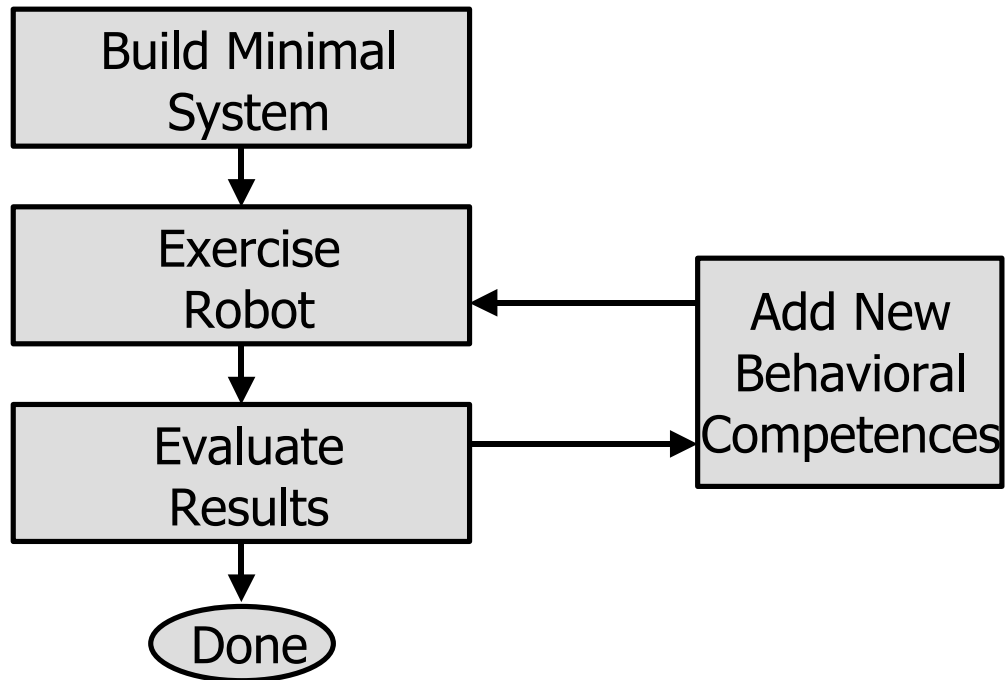 Build Minimal
System
Exercise
Robot
Add New
Behavioral
Competences
Evaluate
Results
Done